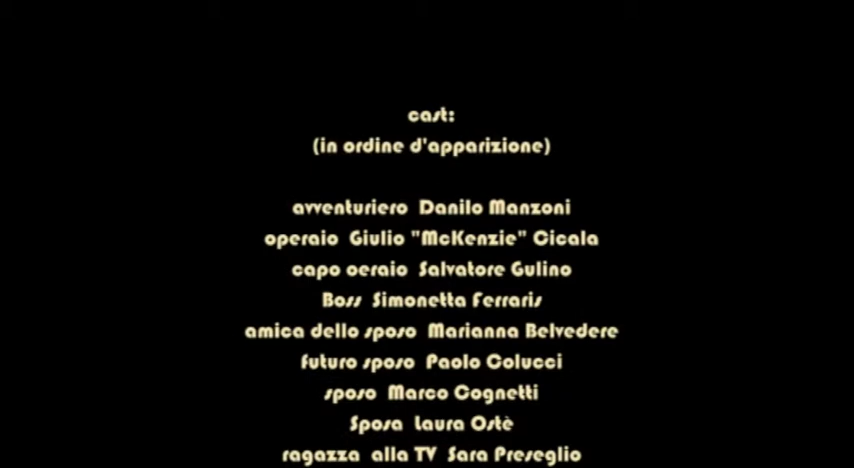 cast:
(in ordine d'apparizione)
avventuriero Danilo Manzoni
operaio Giulio "McKenzie" Cicala
capo oeraio Salvatore Gulino
Boss Simonetta Ferraris
amica dello sposo Marianna Belvedere
futuro sposo Paolo Colucci
sposo Marco Cognetti
Sposa Laura Ostè
ragazza alla TV Sara Preseglio